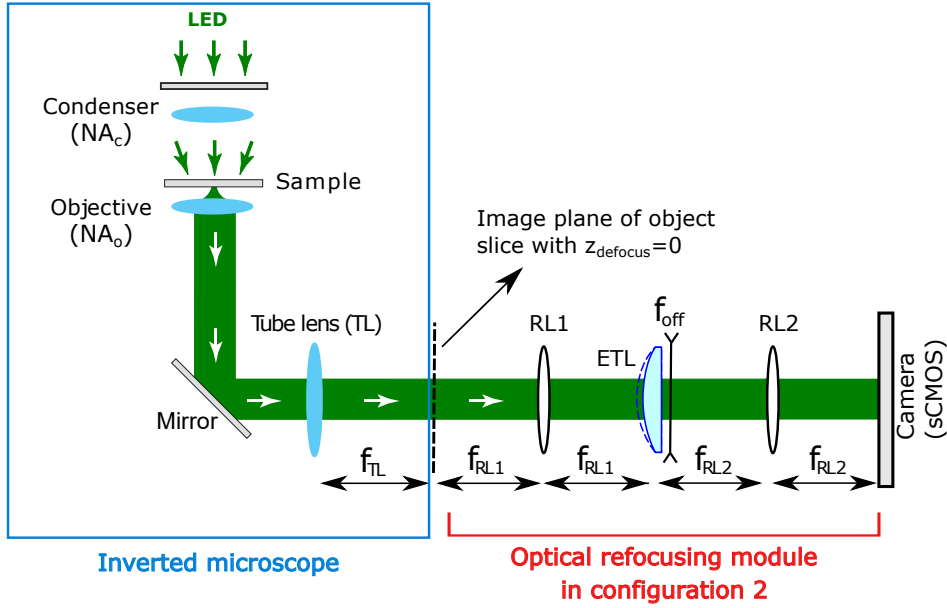 LED
Condenser
(NAc)
Sample
Objective
(NAo)
Image plane of object
slice with zdefocus=0
Tube lens (TL)
RL1
foff
RL2
ETL
Camera
(sCMOS)
Mirror
fTL
fRL1
fRL1
fRL2
fRL2
Inverted microscope
Optical refocusing module
in configuration 2